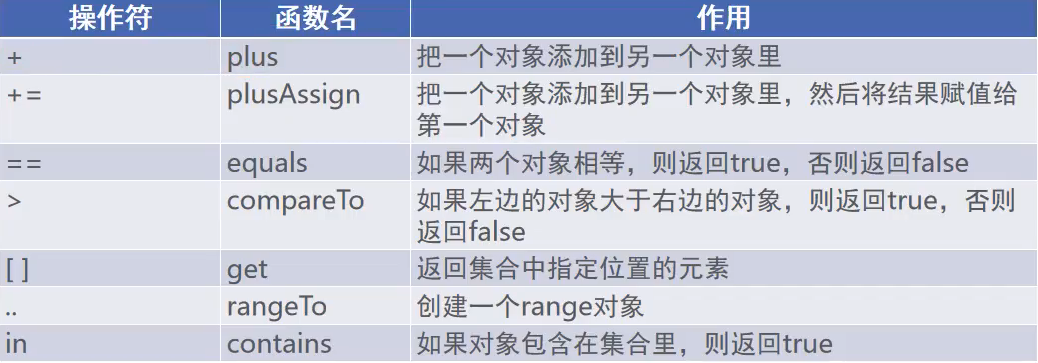 操作符 函数名 作用
+ plus 把一个对象添加到另一个对象里
+= plusAssign 把一个对象添加到另一个对象里，然后将结果赋值给
第一个对象
== equals 如果两个对象相等，则返回true，否则返回false
> compareTo 如果左边的对象大于右边的对象，则返回true，否则
返回false
[ ] get 返回集合中指定位置的元素
.. rangeTo 创建一个range对象
in contains 如果对象包含在集合里，则返回true